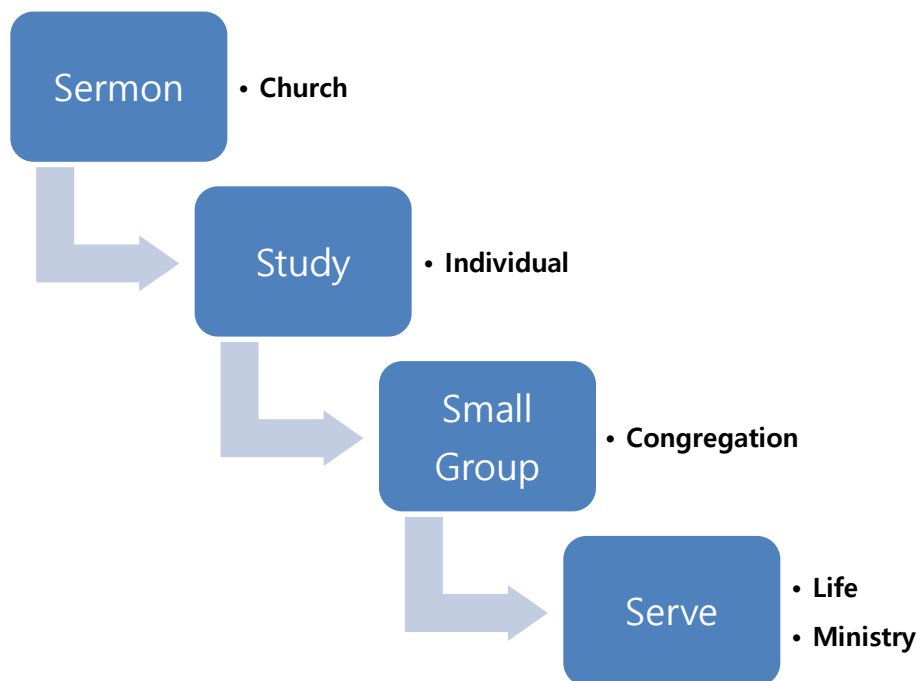 Sermon
• Church
Study
• Individual
Small
Group
• Congregation
Serve
• Life
• Ministry